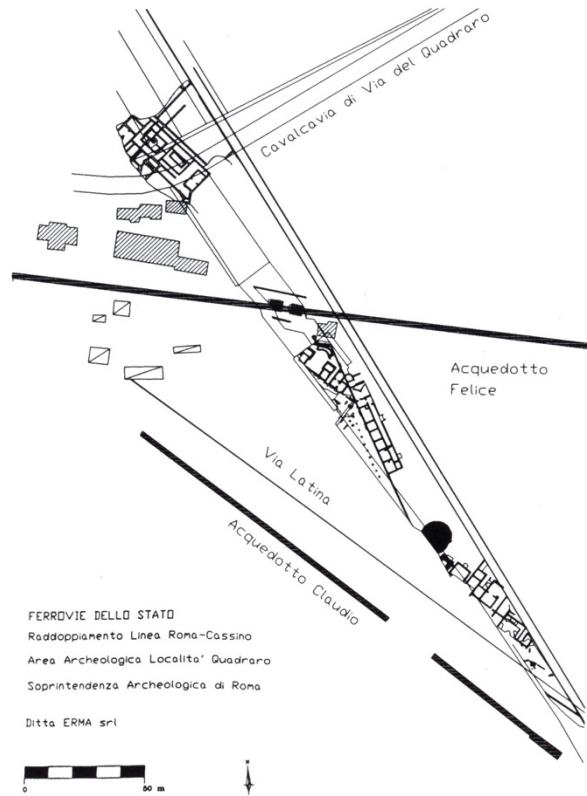 Cavalcavia di Via del Quadraro
Acquedotto
Felice
Via Latina
Acquedotto Claudio
FERROVIE DELLO STATO
Raddoppiamento Linea Roma-Cassino
Area Archeologica Localita' Quadraro
Soprintendenza Archeologica di Roma
Ditta ERMA srl
0 50 m